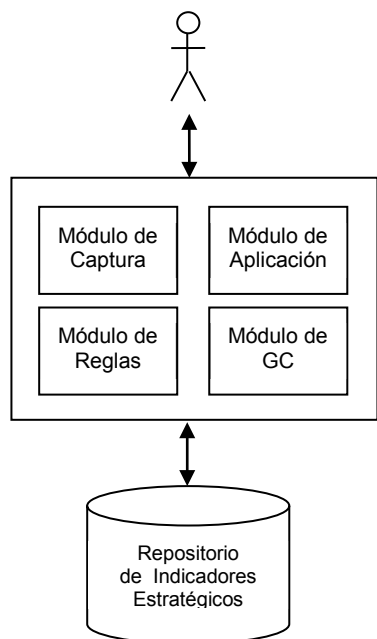 Módulo de
Captura
Módulo de
Aplicación
Módulo de
Reglas
Módulo de
GC
Repositorio
de Indicadores
Estratégicos